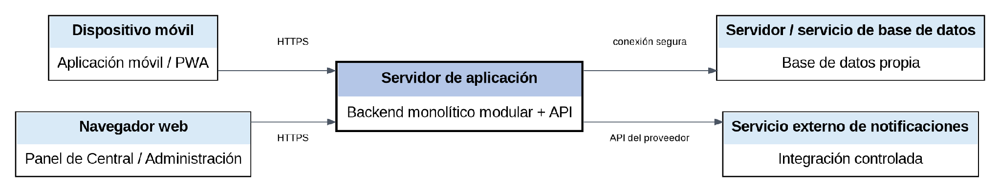 Dispositivo móvil
Aplicación móvil / PWA
HTTPS
Navegador web
Panel de Central / Administración
HTTPS
Servidor de aplicación
Backend monolítico modular + API
conexión segura
Servidor / servicio de base de datos
Base de datos propia
API del proveedor
Servicio externo de notificaciones
Integración controlada